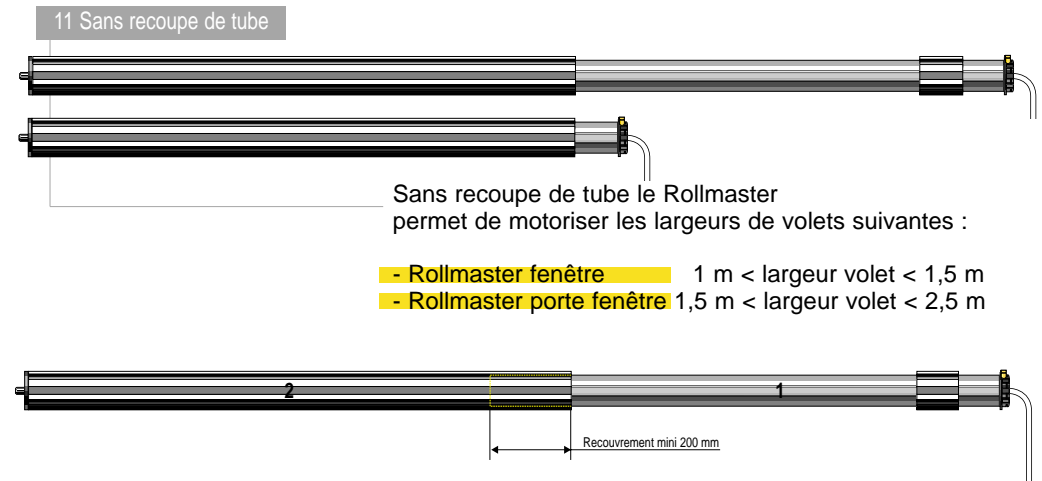 11 Sans recoupe de tube
Sans recoupe de tube le Rollmaster
permet de motoriser les largeurs de volets suivantes :
- Rollmaster fenêtre 1 m < largeur volet < 1,5 m
- Rollmaster porte fenêtre 1,5 m < largeur volet < 2,5 m
2
1
Recouvrement mini 200 mm